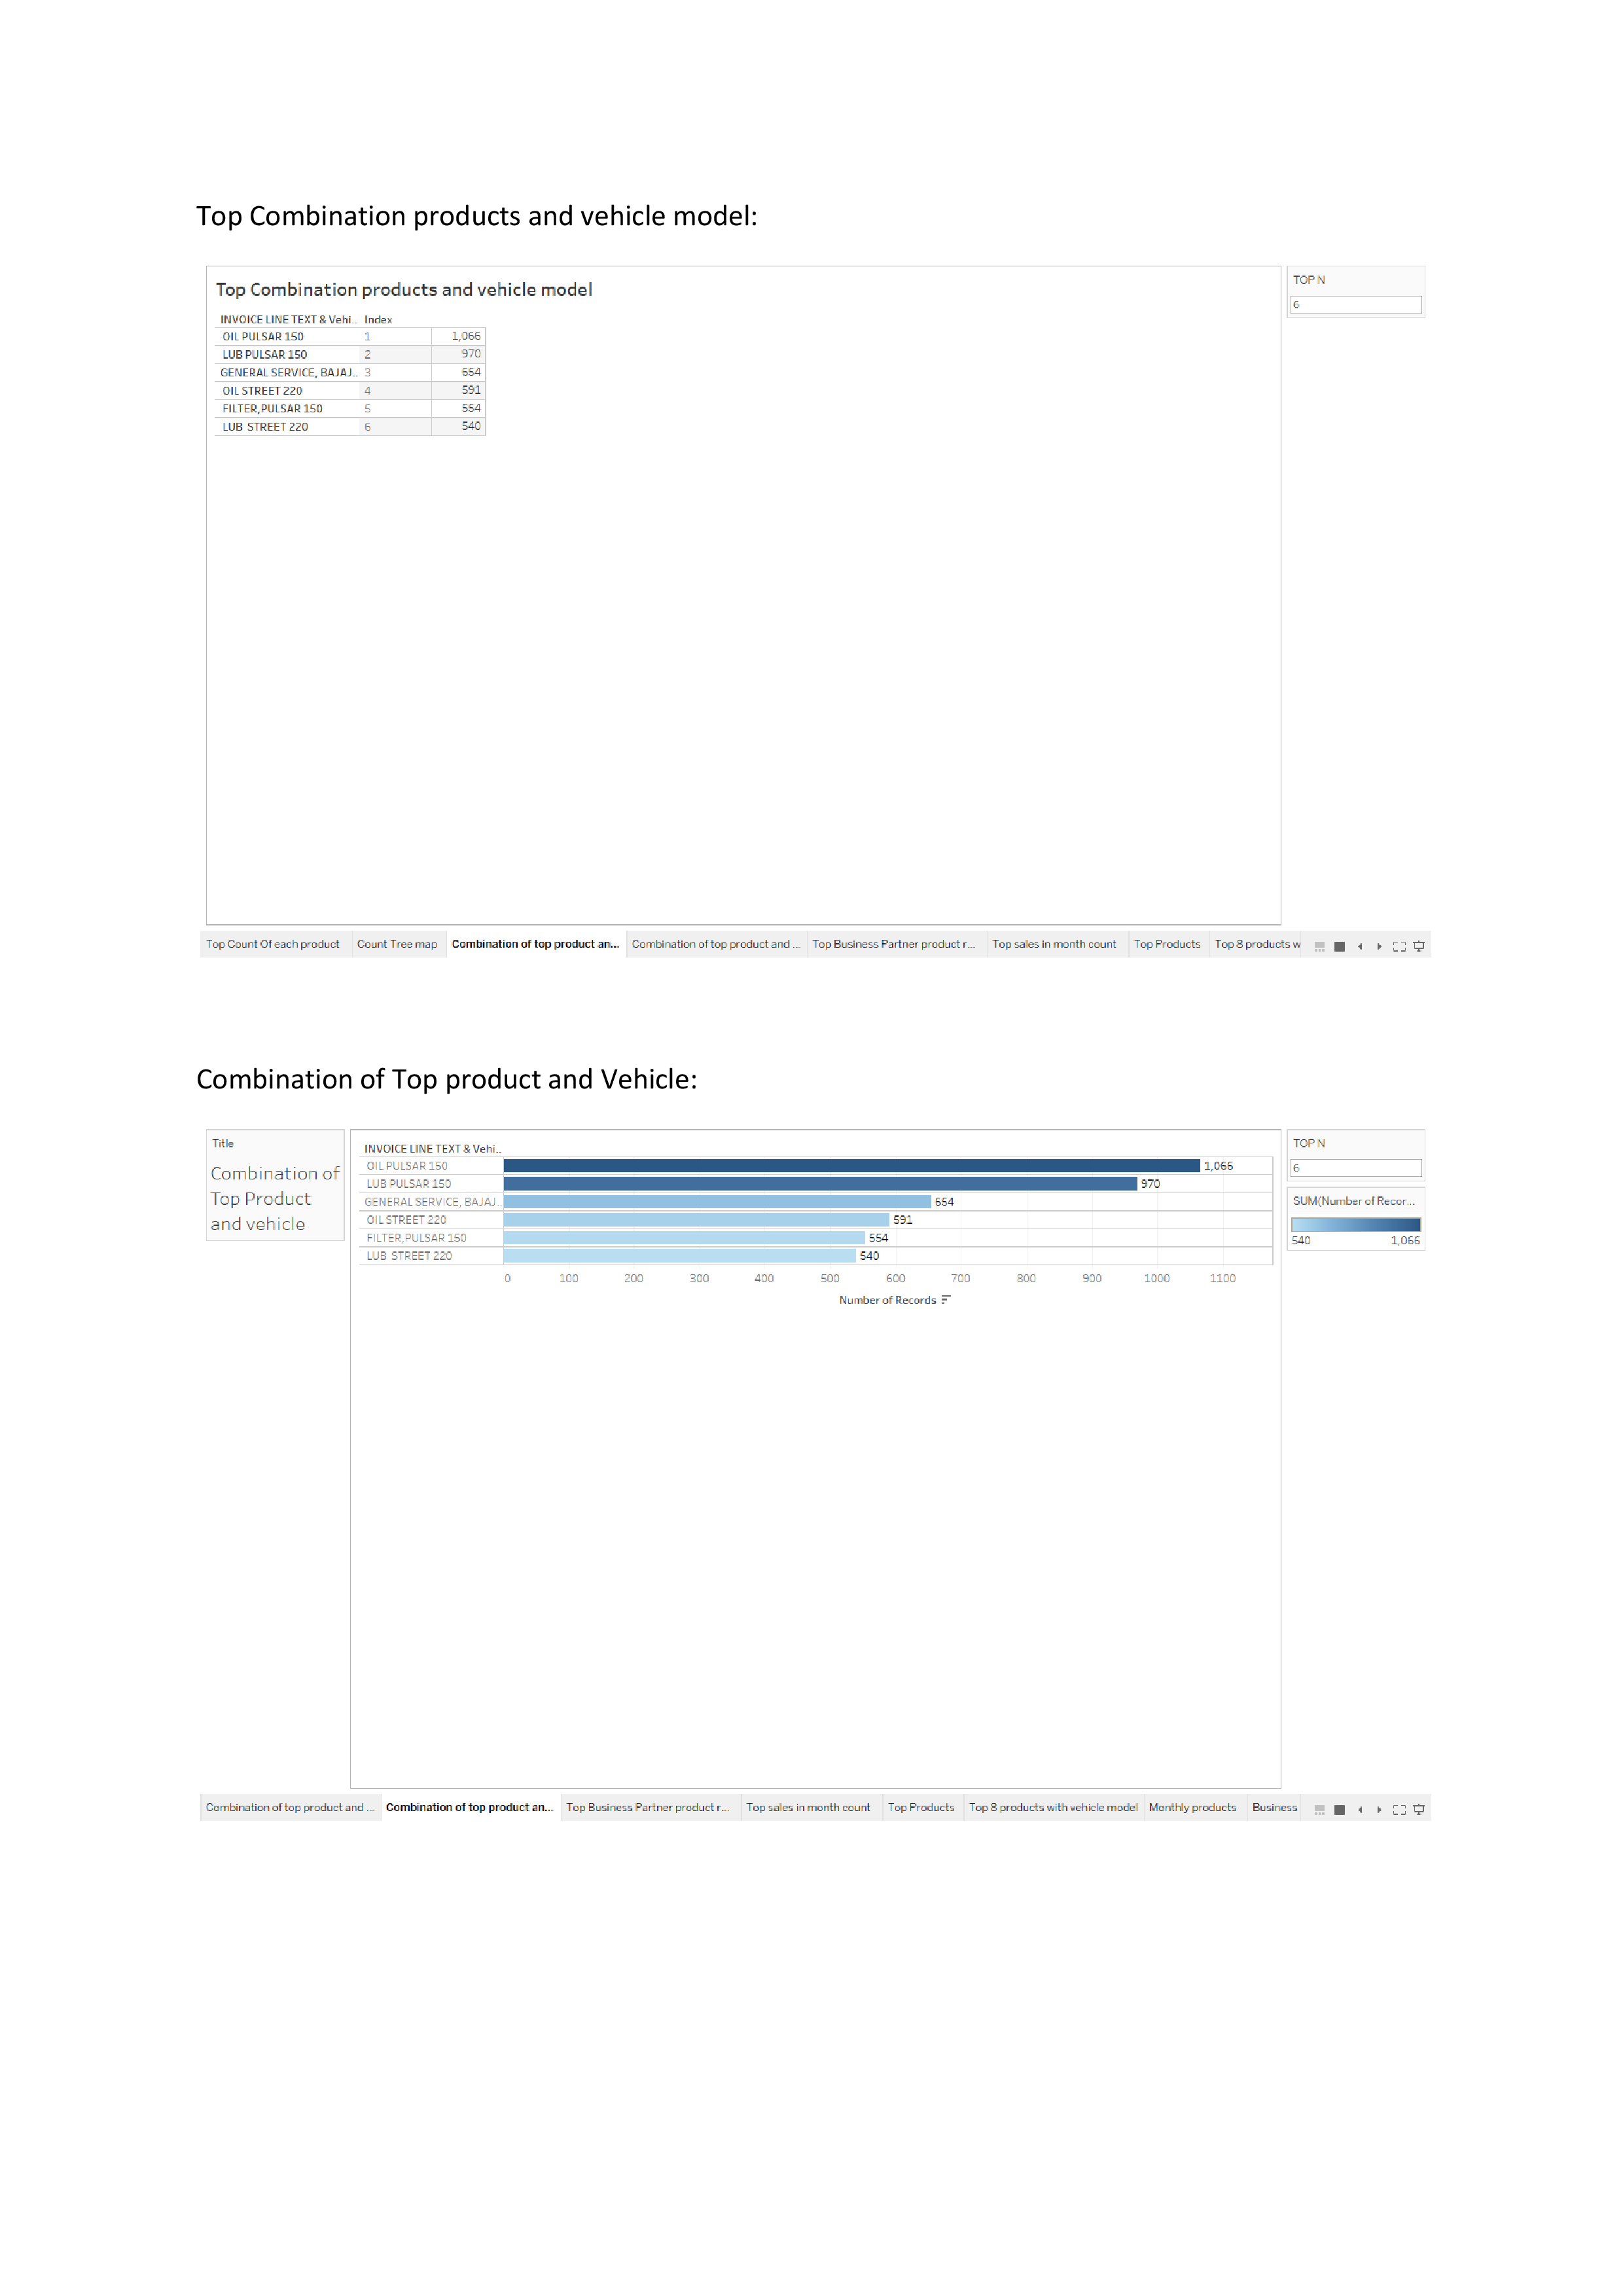 Top Combination products and vehicle model:
Top Combination products and vehicle model
TOP N
6
INVOICE LINE TEXT & Vehi.. Index
OIL PULSAR 150 1 1,066
LUB PULSAR 150 2 970
GENERAL SERVICE, BAJAJ.. 3 654
OIL STREET 220 4 591
FILTER,PULSAR 150 5 554
LUB STREET 220 6 540
Top Count Of each product Count Tree map Combination of top product an... Combination of top product and ... Top Business Partner product r... Top sales in month count Top Products Top 8 products w
Combination of Top product and Vehicle:
Title
Combination of
Top Product
and vehicle
INVOICE LINE TEXT & Vehi..
OIL PULSAR 150 1,066
LUB PULSAR 150 970
GENERAL SERVICE, BAJAJ.. 654
OIL STREET 220 591
FILTER,PULSAR 150 554
LUB STREET 220 540
0 100 200 300 400 500 600 700 800 900 1000 1100
Number of Records
TOP N
6
SUM(Number of Recor...
540 1,066
Combination of top product and ... Combination of top product an... Top Business Partner product r... Top sales in month count Top Products Top 8 products with vehicle model Monthly products Business